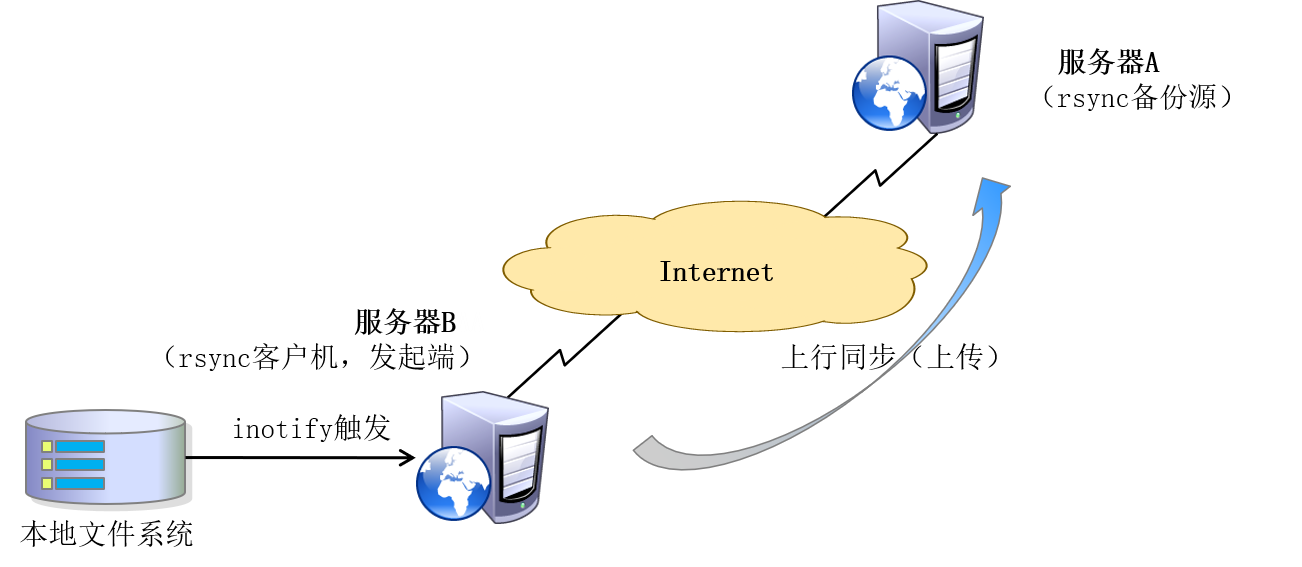 服务器A
（rsync备份源）
Internet
服务器B
（rsync客户机，发起端）
上行同步（上传）
inotify触发
本地文件系统